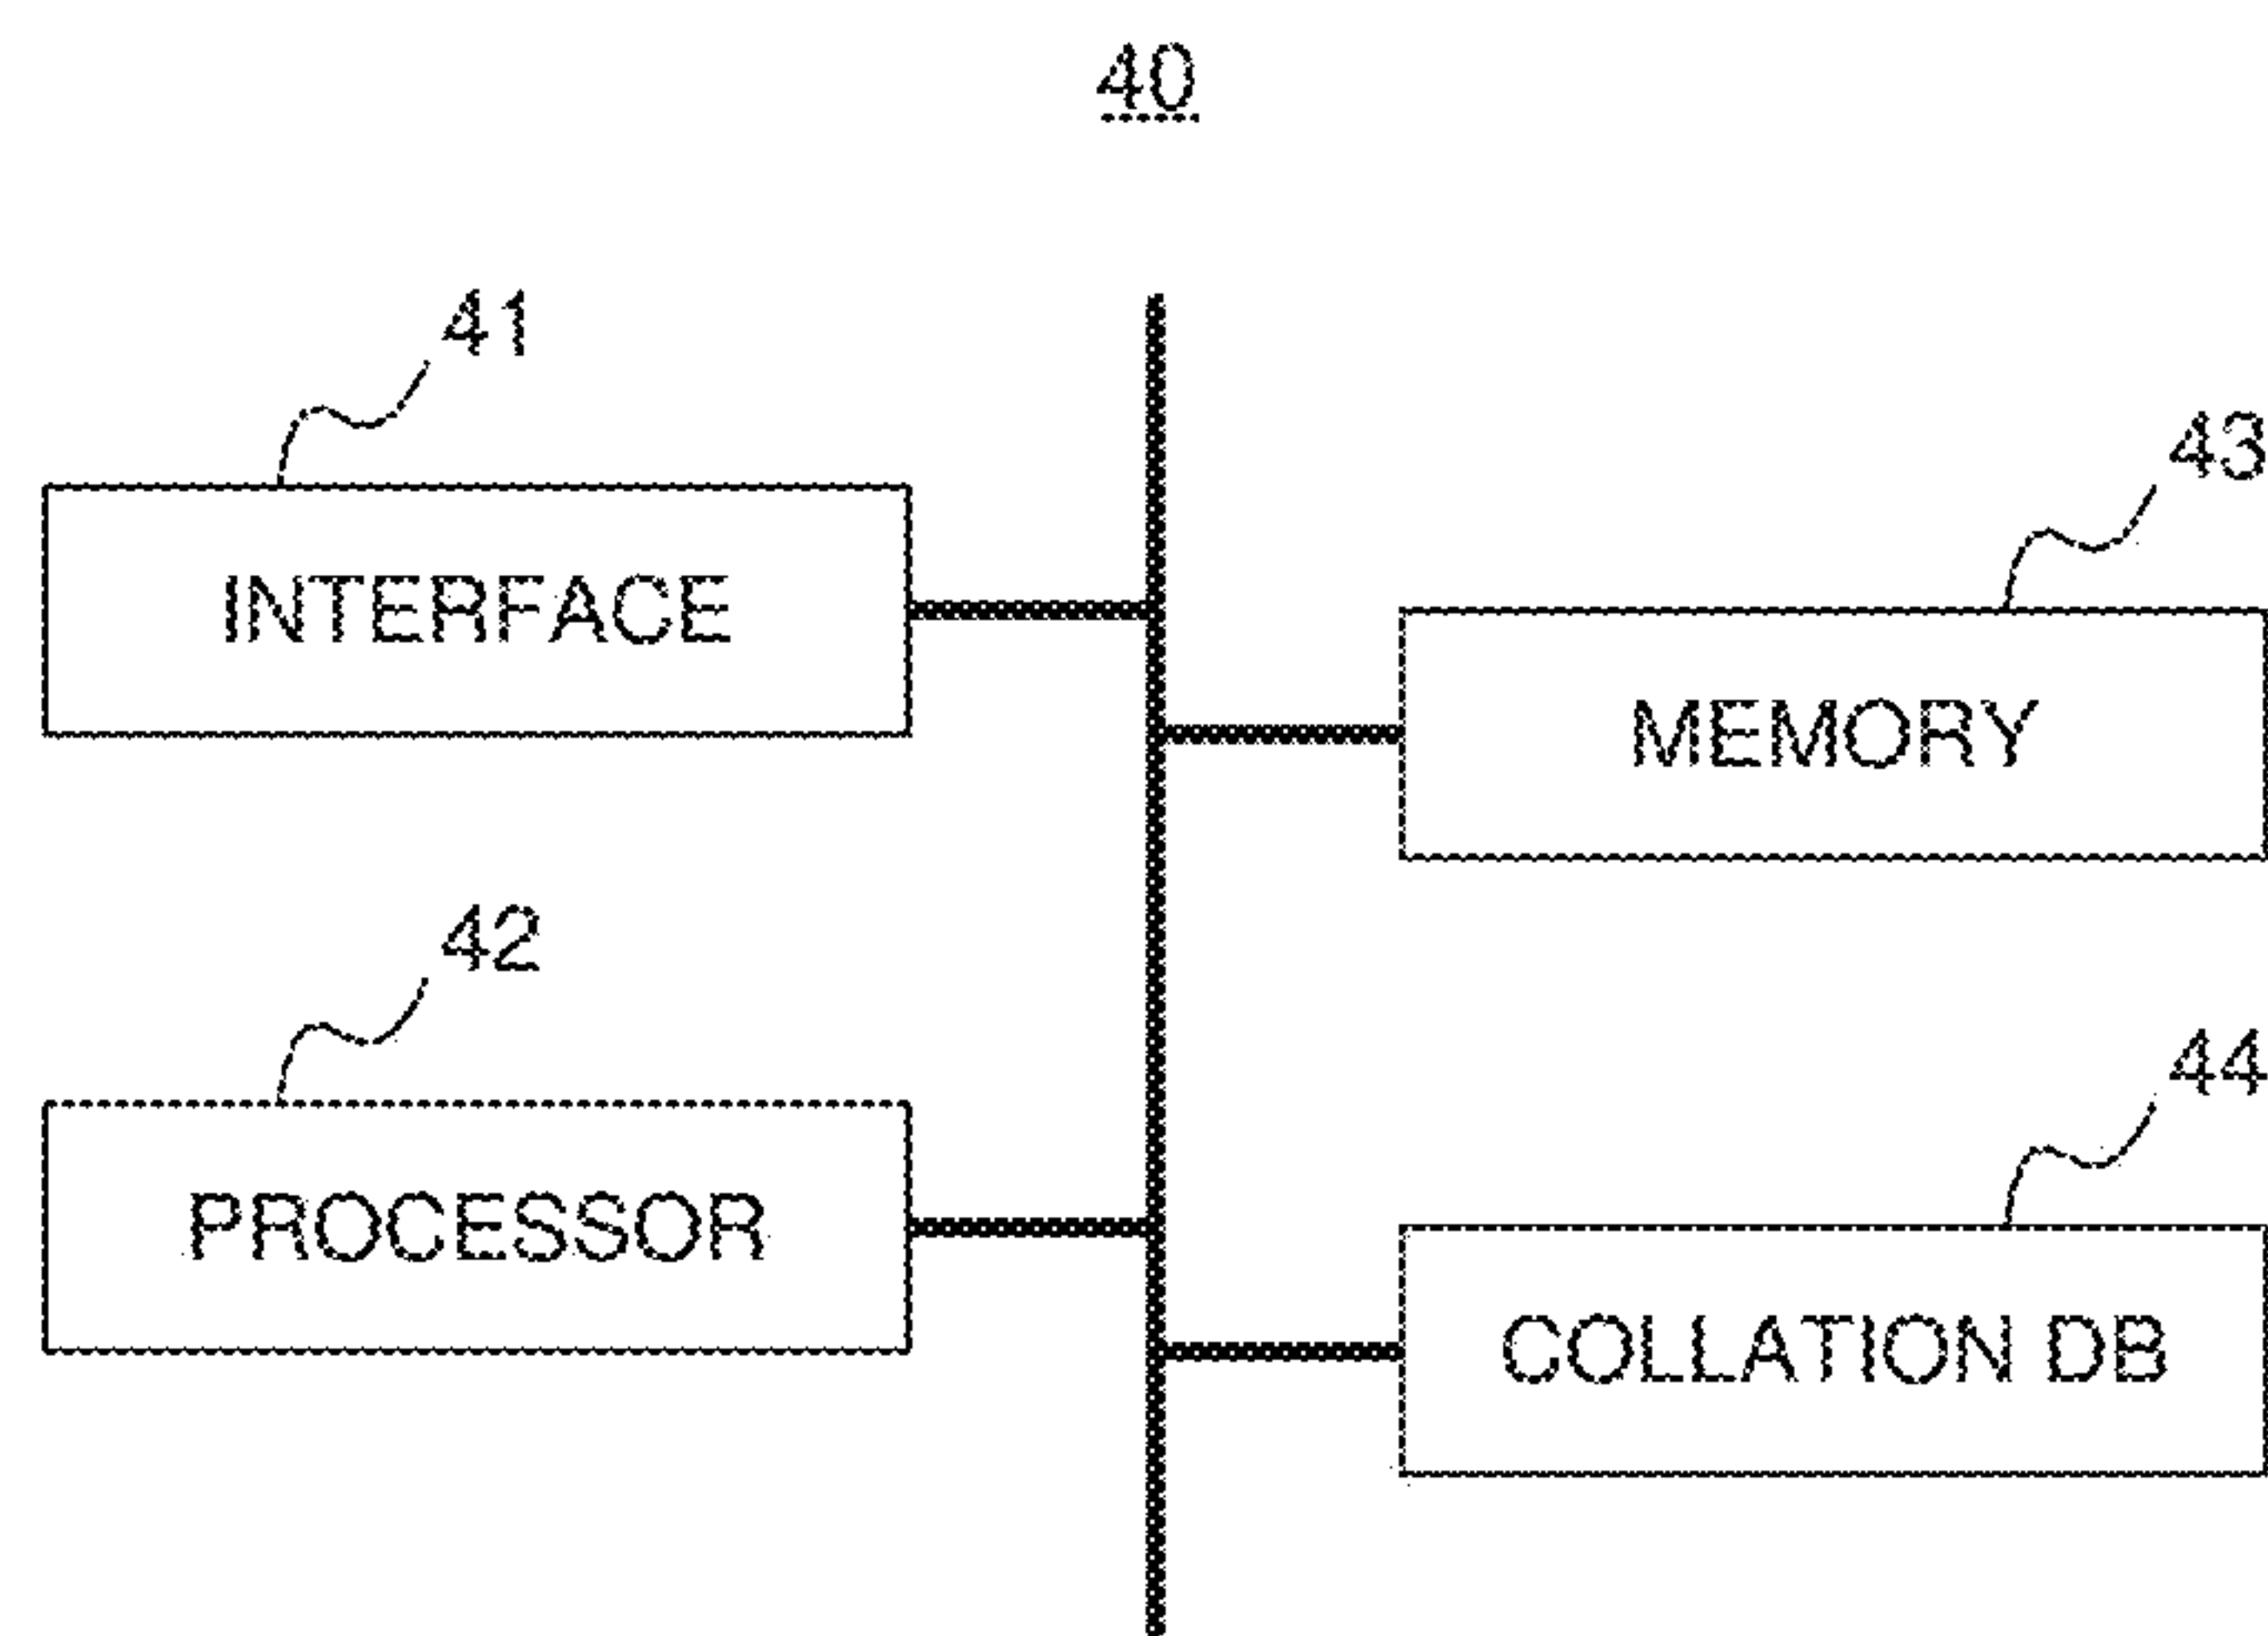 40
41
INTERFACE
43
MEMORY
42
PROCESSOR
44
COLLATION DB